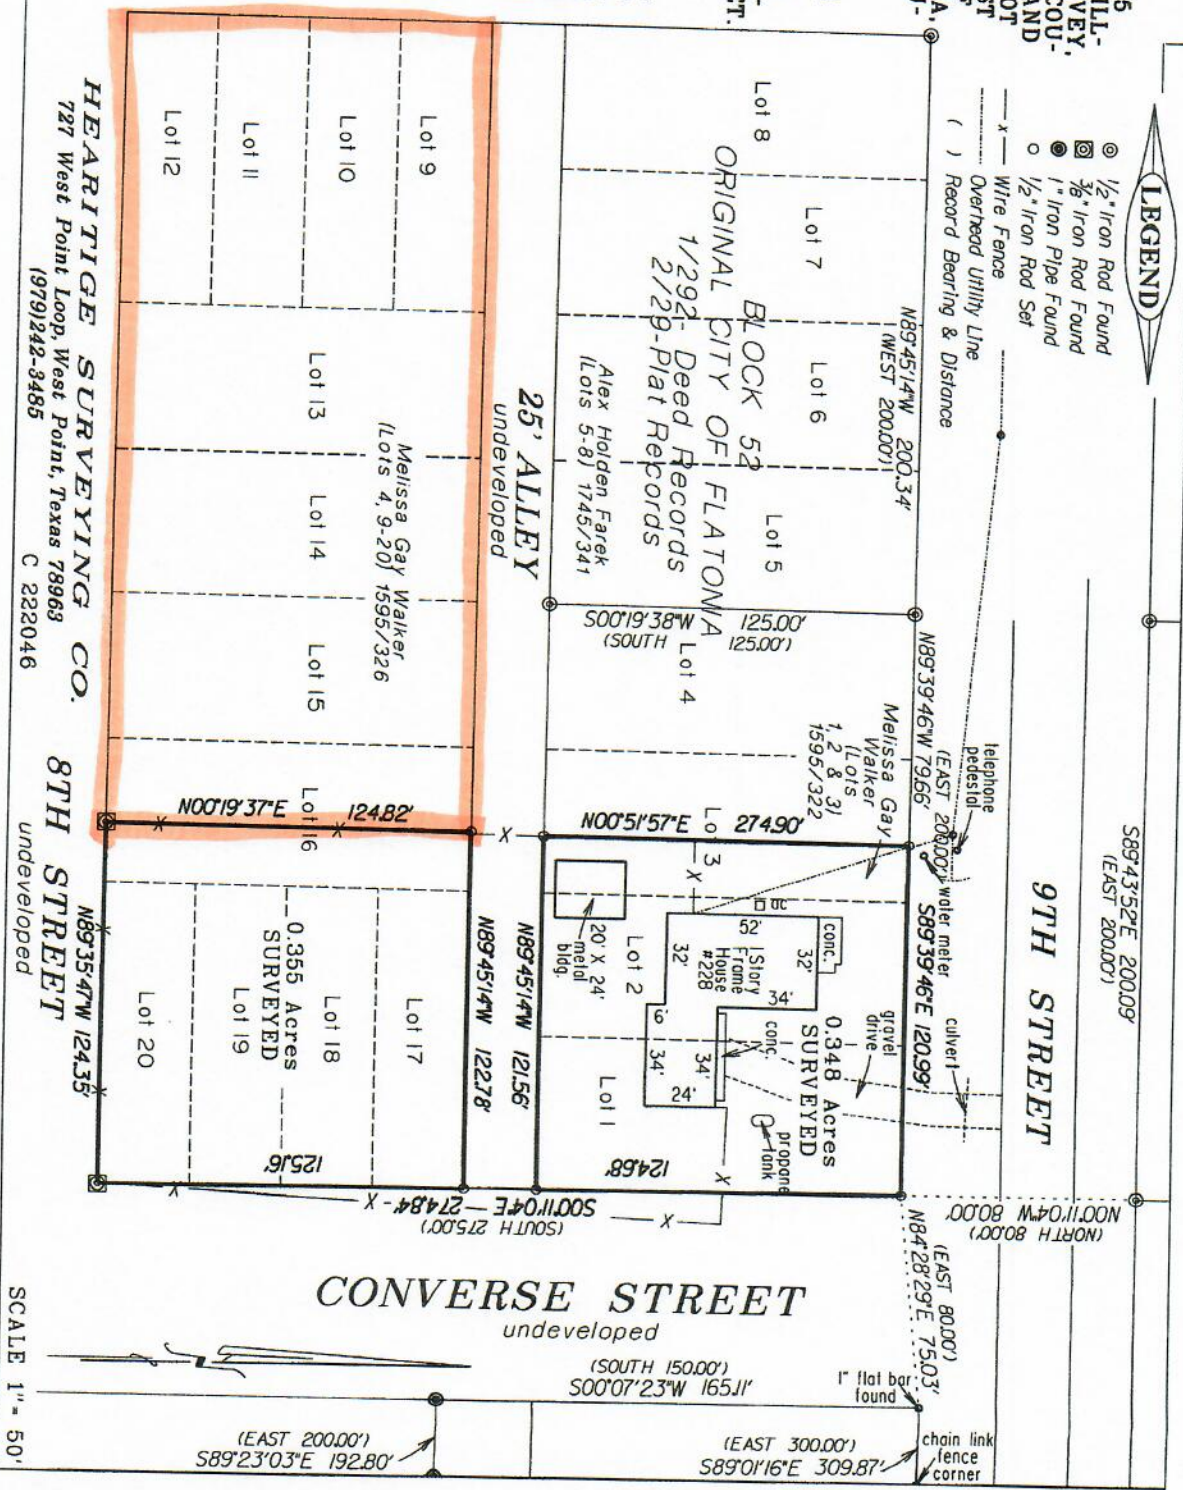 5
ILL-
VEY,
COU-
AND
OT
ST
T
A,
J-
CT.
LEGEND
1/2" Iron Rod Found
3/8" Iron Rod Found
1" Iron Pipe Found
1/2" Iron Rod Set
x Wire Fence
Overhead Utility Line
( ) Record Bearing & Distance
S89°43'52"E 200.09'
(EAST 200.00')
9TH STREET
N89°45'14"W 200.34'
(WEST 200.00')
N89°39'46"W 79.66'
(EAST 200.00')
S89°39'46"E 120.99'
telephone
pedestal
water meter
culvert
N00°11'04"W 80.00'
(NORTH 80.00')
(EAST 80.00')
N84°28'29"E 75.03'
Lot 8
Lot 7
Lot 6
Lot 5
BLOCK 52
ORIGINAL CITY OF FLATONIA
1/292- Deed Records
2/29-Plat Records
Alex Holden Farek
(Lots 5-8) 1745/341
S00°19'38"W 125.00'
(SOUTH 125.00')
Lot 4
Melissa Gay
Walker
(Lots
1, 2 & 3)
1595/322
Lot 3
N00°51'57"E 274.90'
X
ac
conc.
52'
32'
32'
34'
1 Story
Frame
House
#228
6'
34'
34'
24'
conc.
gravel
drive
0.348 Acres
SURVEYED
propane
tank
20' X 24'
metal
bldg.
Lot 2
Lot 1
124.68'
X
N89°45'14"W 121.56'
25' ALLEY
undeveloped
X
N89°45'14"W 122.78'
S00°11'04"E 274.84'
(SOUTH 275.00')
X
X
Lot 9
Lot 10
Lot 11
Lot 12
Lot 13
Lot 14
Lot 15
Lot 16
Melissa Gay Walker
(Lots 4, 9-20) 1595/326
N00°19'37"E 124.82'
Lot 17
Lot 18
Lot 19
Lot 20
0.355 Acres
SURVEYED
125.16'
N89°35'47"W 124.35'
8TH STREET
undeveloped
CONVERSE STREET
undeveloped
(SOUTH 150.00')
S00°07'23"W 165.11'
1" flat bar
found
chain link
fence
corner
(EAST 300.00')
S89°01'16"E 309.87'
(EAST 200.00')
S89°23'03"E 192.80'
HEARITIGE SURVEYING CO.
727 West Point Loop, West Point, Texas 78963
(979)242-3485
C 222046
SCALE 1"= 50'